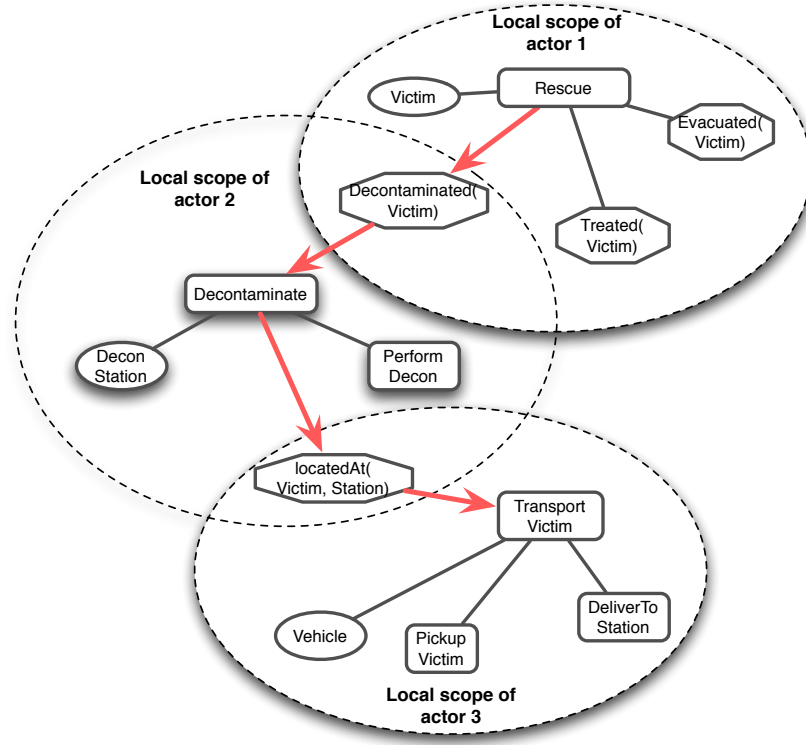 Local scope of
actor 1
Victim
Rescue
Evacuated(
Victim)
Local scope of
actor 2
Decontaminated(
Victim)
Treated(
Victim)
Decontaminate
Decon
Station
Perform
Decon
locatedAt(
Victim, Station)
Transport
Victim
Vehicle
Pickup
Victim
DeliverTo
Station
Local scope of
actor 3